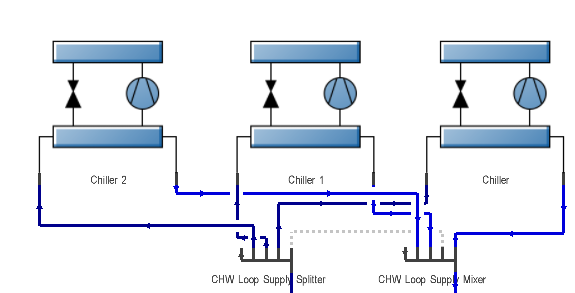 Chiller 2
Chiller 1
Chiller
CHW Loop Supply Splitter
CHW Loop Supply Mixer